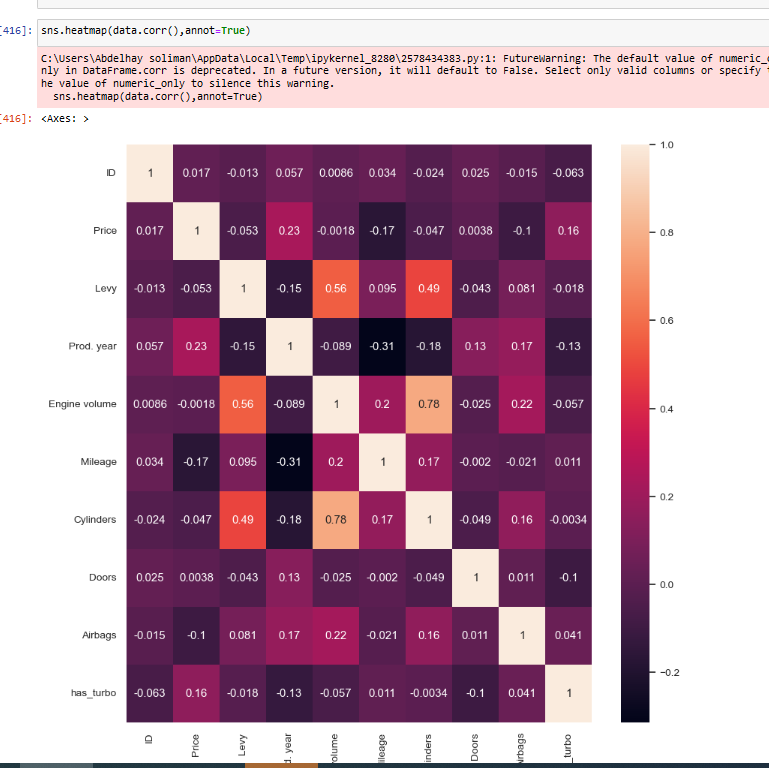 [416]: sns.heatmap(data.corr(),annot=True)
C:\Users\Abdelhay soliman\AppData\Local\Temp\ipykernel_8280\2578434383.py:1: FutureWarning: The default value of numeric_o
nly in DataFrame.corr is deprecated. In a future version, it will default to False. Select only valid columns or specify t
he value of numeric_only to silence this warning.
sns.heatmap(data.corr(),annot=True)
[416]: <Axes: >
1.0
ID 1 0.017 -0.013 0.057 0.0086 0.034 -0.024 0.025 -0.015 -0.063
Price 0.017 1 -0.053 0.23 -0.0018 -0.17 -0.047 0.0038 -0.1 0.16
0.8
Levy -0.013 -0.053 1 -0.15 0.56 0.095 0.49 -0.043 0.081 -0.018
0.6
Prod. year 0.057 0.23 -0.15 1 -0.089 -0.31 -0.18 0.13 0.17 -0.13
Engine volume 0.0086 -0.0018 0.56 -0.089 1 0.2 0.78 -0.025 0.22 -0.057
0.4
Mileage 0.034 -0.17 0.095 -0.31 0.2 1 0.17 -0.002 -0.021 0.011
0.2
Cylinders -0.024 -0.047 0.49 -0.18 0.78 0.17 1 -0.049 0.16 -0.0034
Doors 0.025 0.0038 -0.043 0.13 -0.025 -0.002 -0.049 1 0.011 -0.1
0.0
Airbags -0.015 -0.1 0.081 0.17 0.22 -0.021 0.16 0.011 1 0.041
-0.2
has_turbo -0.063 0.16 -0.018 -0.13 -0.057 0.011 -0.0034 -0.1 0.041 1
ID
Price
Levy
d. year
olume
ileage
inders
Doors
irbags
_turbo